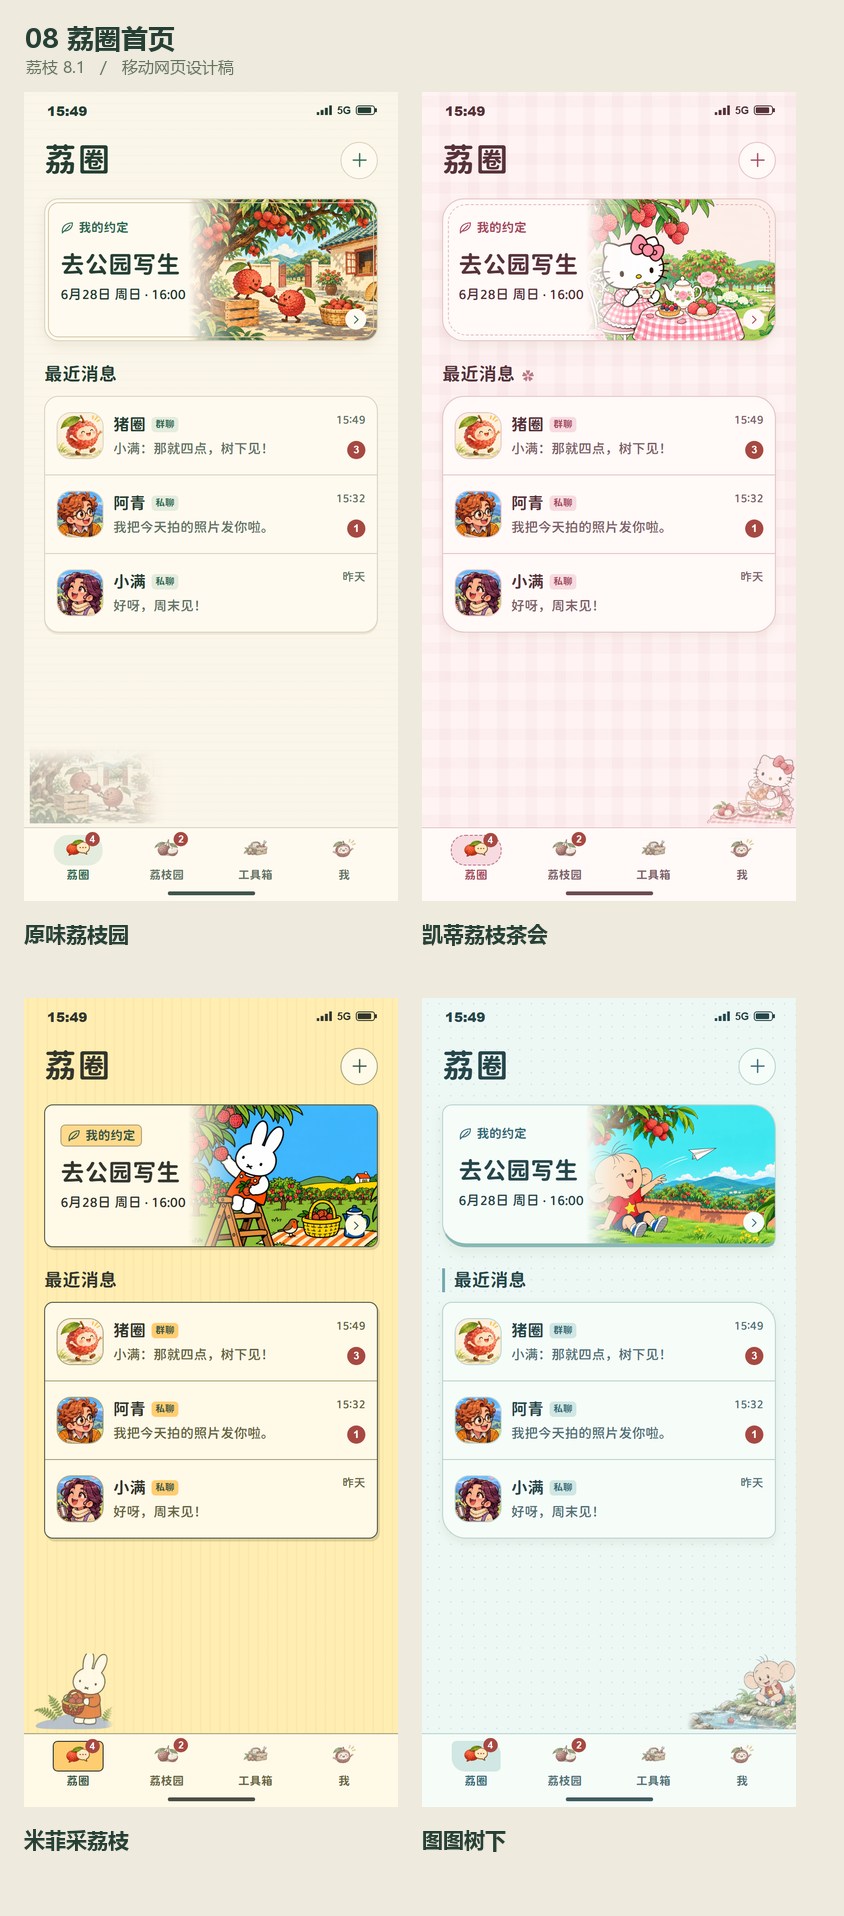 08 荔圈首页
荔枝 8.1 / 移动网页设计稿
15:49 5G
荔圈
我的约定
去公园写生
6月28日 周日 · 16:00
最近消息
猪圈 群聊 15:49
小满：那就四点，树下见！ 3
阿青 私聊 15:32
我把今天拍的照片发你啦。 1
小满 私聊 昨天
好呀，周末见！
4 2
荔圈 荔枝园 工具箱 我
原味荔枝园
15:49 5G
荔圈
我的约定
去公园写生
6月28日 周日 · 16:00
最近消息
猪圈 群聊 15:49
小满：那就四点，树下见！ 3
阿青 私聊 15:32
我把今天拍的照片发你啦。 1
小满 私聊 昨天
好呀，周末见！
4 2
荔圈 荔枝园 工具箱 我
凯蒂荔枝茶会
15:49 5G
荔圈
我的约定
去公园写生
6月28日 周日 · 16:00
最近消息
猪圈 群聊 15:49
小满：那就四点，树下见！ 3
阿青 私聊 15:32
我把今天拍的照片发你啦。 1
小满 私聊 昨天
好呀，周末见！
4 2
荔圈 荔枝园 工具箱 我
米菲采荔枝
15:49 5G
荔圈
我的约定
去公园写生
6月28日 周日 · 16:00
最近消息
猪圈 群聊 15:49
小满：那就四点，树下见！ 3
阿青 私聊 15:32
我把今天拍的照片发你啦。 1
小满 私聊 昨天
好呀，周末见！
4 2
荔圈 荔枝园 工具箱 我
图图树下